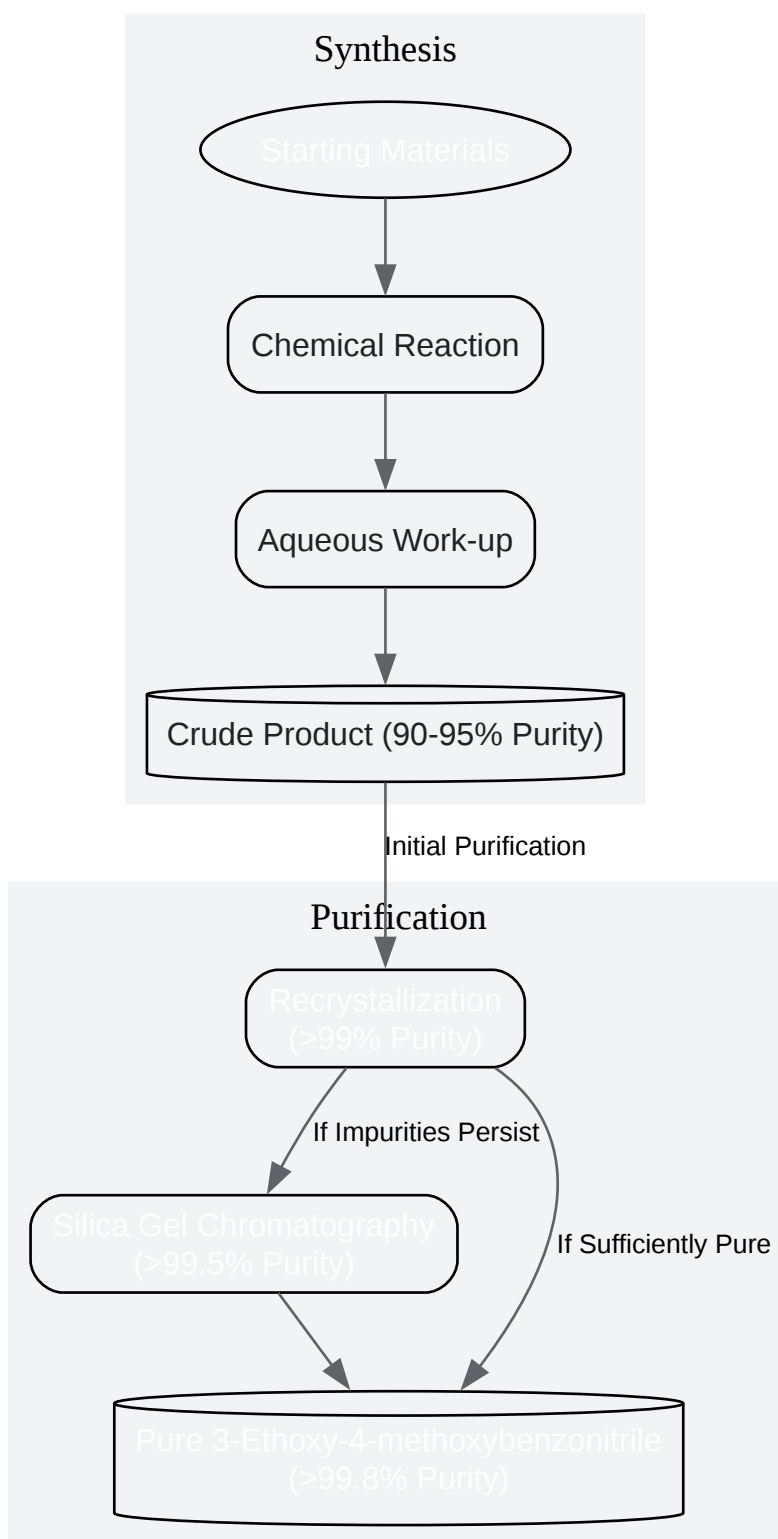 Synthesis
Starting Materials
Chemical Reaction
Aqueous Work-up
Crude Product (90-95% Purity)
Initial Purification
Purification
Recrystallization
(>99% Purity)
If Impurities Persist
Silica Gel Chromatography
(>99.5% Purity)
If Sufficiently Pure
Pure 3-Ethoxy-4-methoxybenzonitrile
(>99.8% Purity)